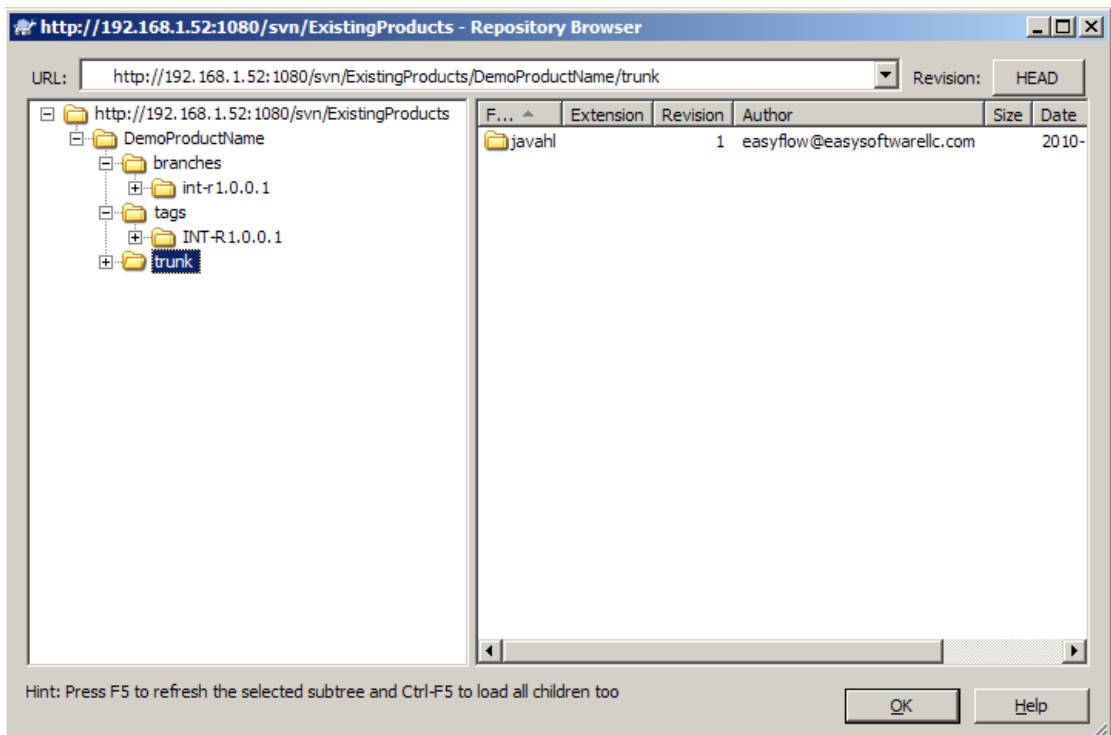 http://192.168.1.52:1080/svn/ExistingProducts - Repository Browser
URL: http://192.168.1.52:1080/svn/ExistingProducts/DemoProductName/trunk Revision: HEAD
http://192.168.1.52:1080/svn/ExistingProducts
DemoProductName
branches
int-r1.0.0.1
tags
INT-R1.0.0.1
trunk
F... Extension Revision Author Size Date
javahl 1 easyflow@easysoftwarellc.com 2010-
Hint: Press F5 to refresh the selected subtree and Ctrl-F5 to load all children too
OK Help